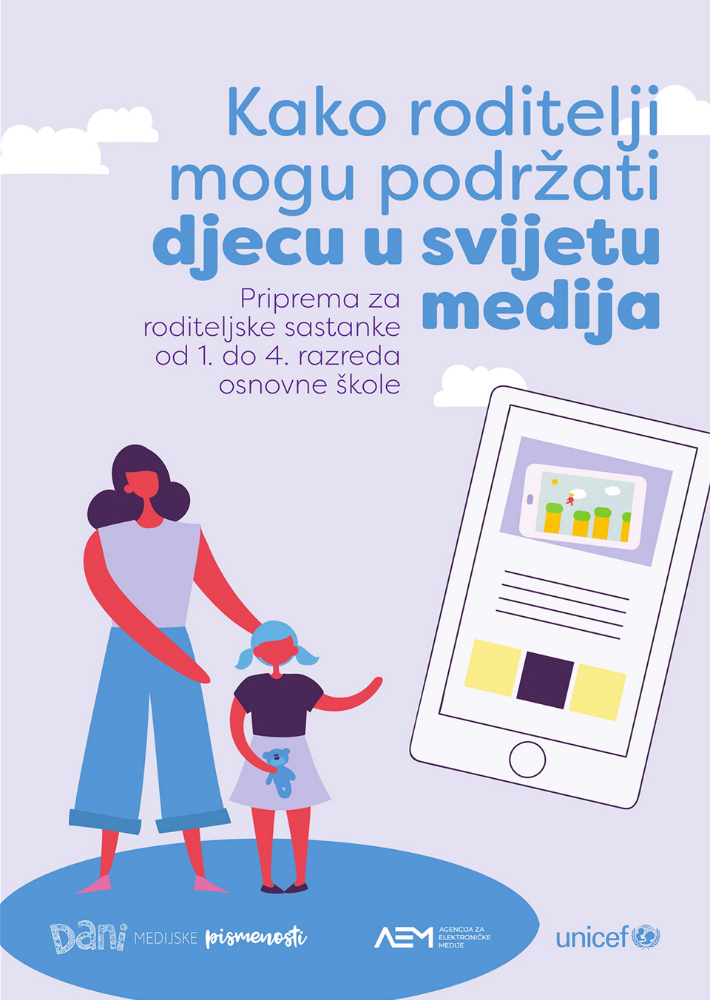 Kako roditelji
mogu podržati
djecu u svijetu
medija
Priprema za
roditeljske sastanke
od 1. do 4. razreda
osnovne škole
Dani MEDIJSKE pismenosti
AEM
AGENCIJA ZA
ELEKTRONIČKE
MEDIJE
unicef